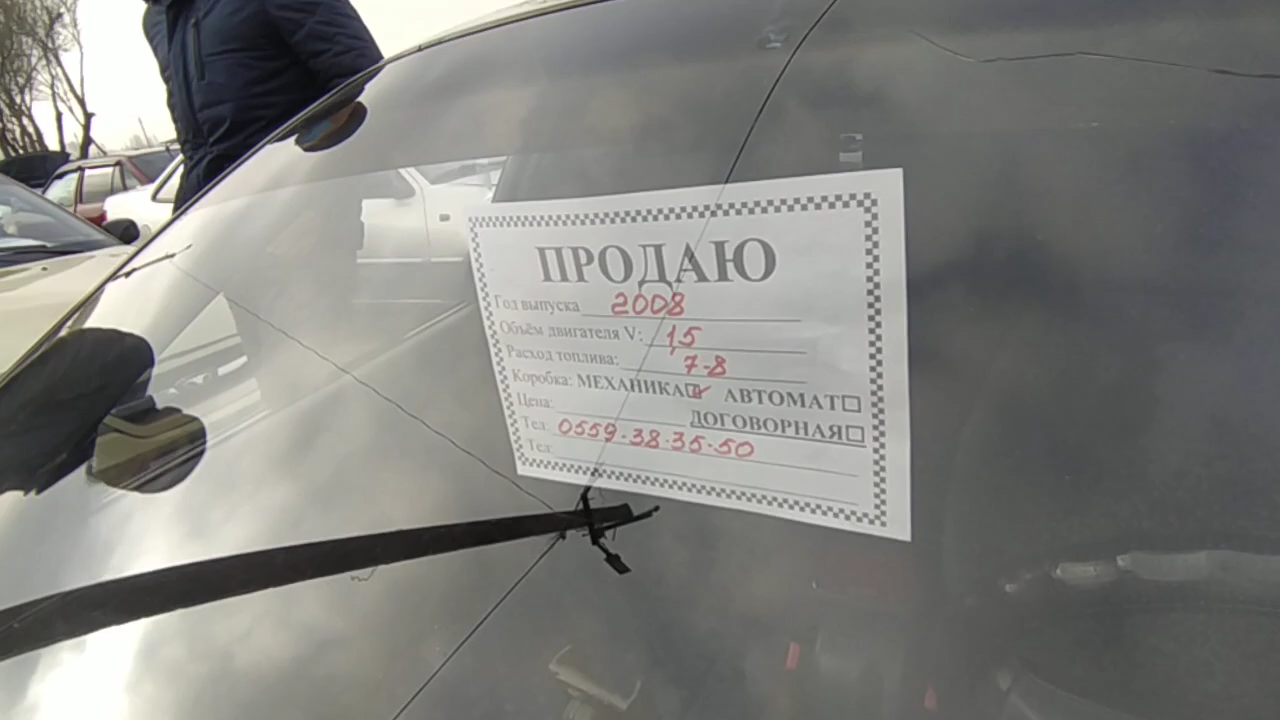 ПРОДАЮ
Год выпуска 2008
Объём двигателя V: 1,5
Расход топлива: 7-8
Коробка: МЕХАНИКА☑ АВТОМАТ☐
Цена: ДОГОВОРНАЯ☐
Тел: 0559-38-35-50
Тел: